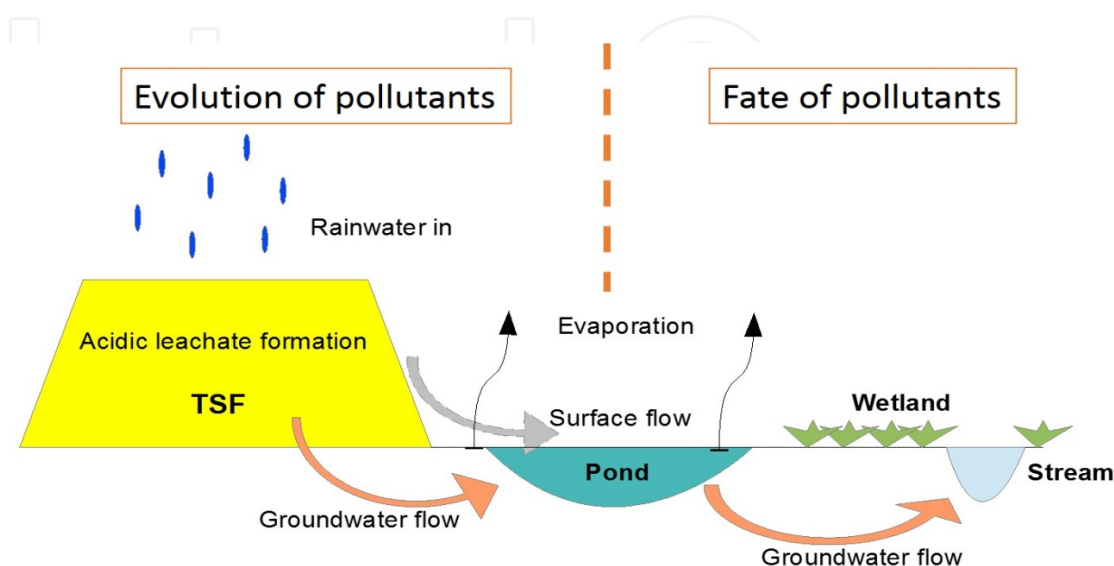 Evolution of pollutants
Fate of pollutants
Rainwater in
Acidic leachate formation
TSF
Evaporation
Surface flow
Wetland
Pond
Stream
Groundwater flow
Groundwater flow